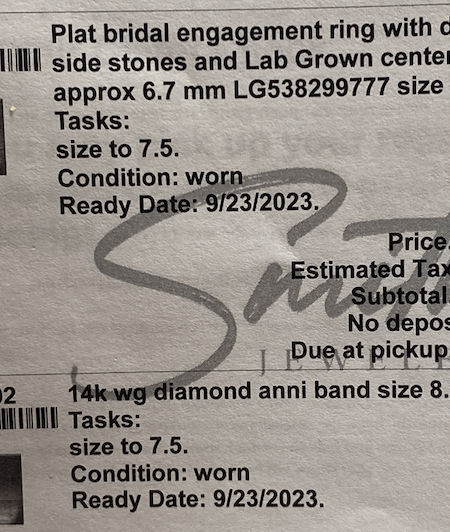 Plat bridal engagement ring with
side stones and Lab Grown center
approx 6.7 mm LG538299777 size
Tasks:
size to 7.5.
Condition: worn
Ready Date: 9/23/2023.
Smith
JEWELE
Price.
Estimated Tax
Subtotal
No depos
Due at pickup
14k wg diamond anni band size 8.
Tasks:
size to 7.5.
Condition: worn
Ready Date: 9/23/2023.